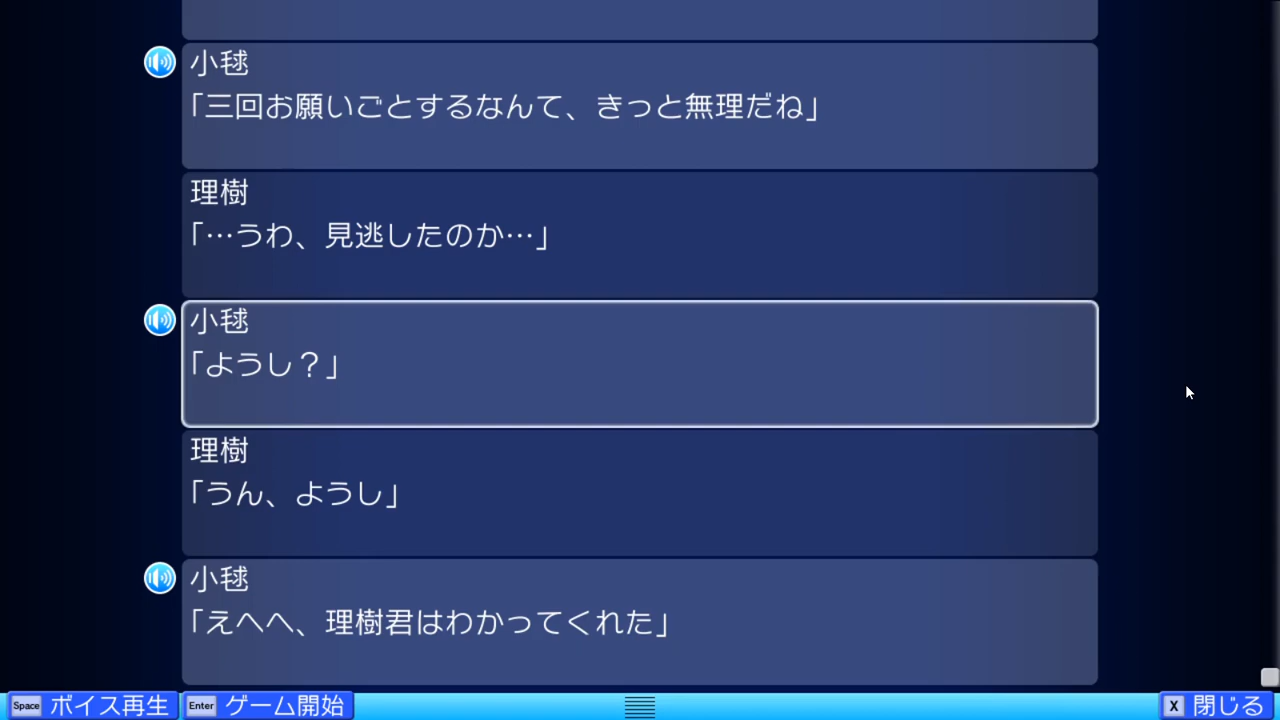 小毬
「三回お願いごとするなんて、きっと無理だね」
理樹
「…うわ、見逃したのか…」
小毬
「ようし？」
理樹
「うん、ようし」
小毬
「えへへ、理樹君はわかってくれた」
Space ボイス再生 Enter ゲーム開始 X 閉じる